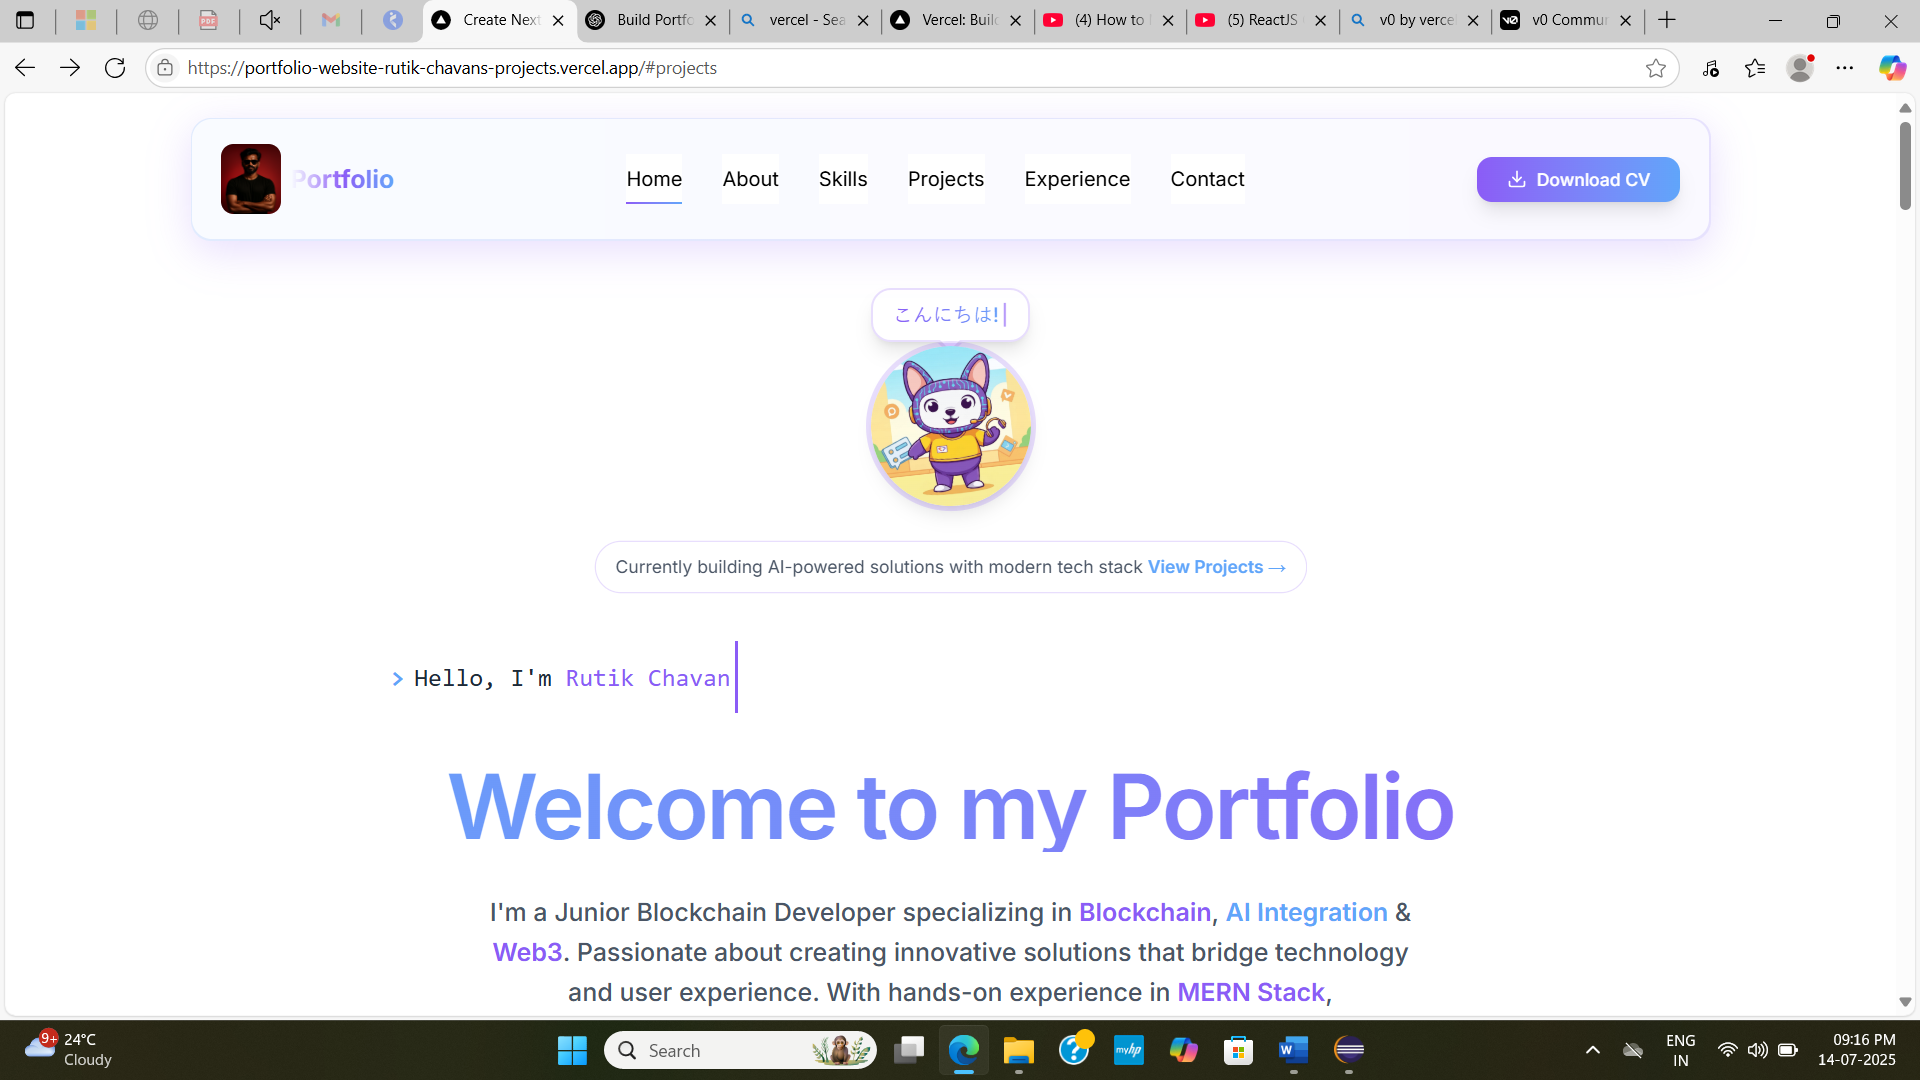 Create Next
Build Portfo
vercel - Sea
Vercel: Buil
(4) How to
(5) ReactJS
v0 by verce
v0 Commun
https://portfolio-website-rutik-chavans-projects.vercel.app/#projects
Portfolio
Home
About
Skills
Projects
Experience
Contact
Download CV
こんにちは!
Currently building AI-powered solutions with modern tech stack View Projects →
> Hello, I'm Rutik Chavan
Welcome to my Portfolio
I'm a Junior Blockchain Developer specializing in Blockchain, AI Integration &
Web3. Passionate about creating innovative solutions that bridge technology
and user experience. With hands-on experience in MERN Stack,
9+
24°C
Cloudy
Search
myhp
ENG
IN
09:16 PM
14-07-2025